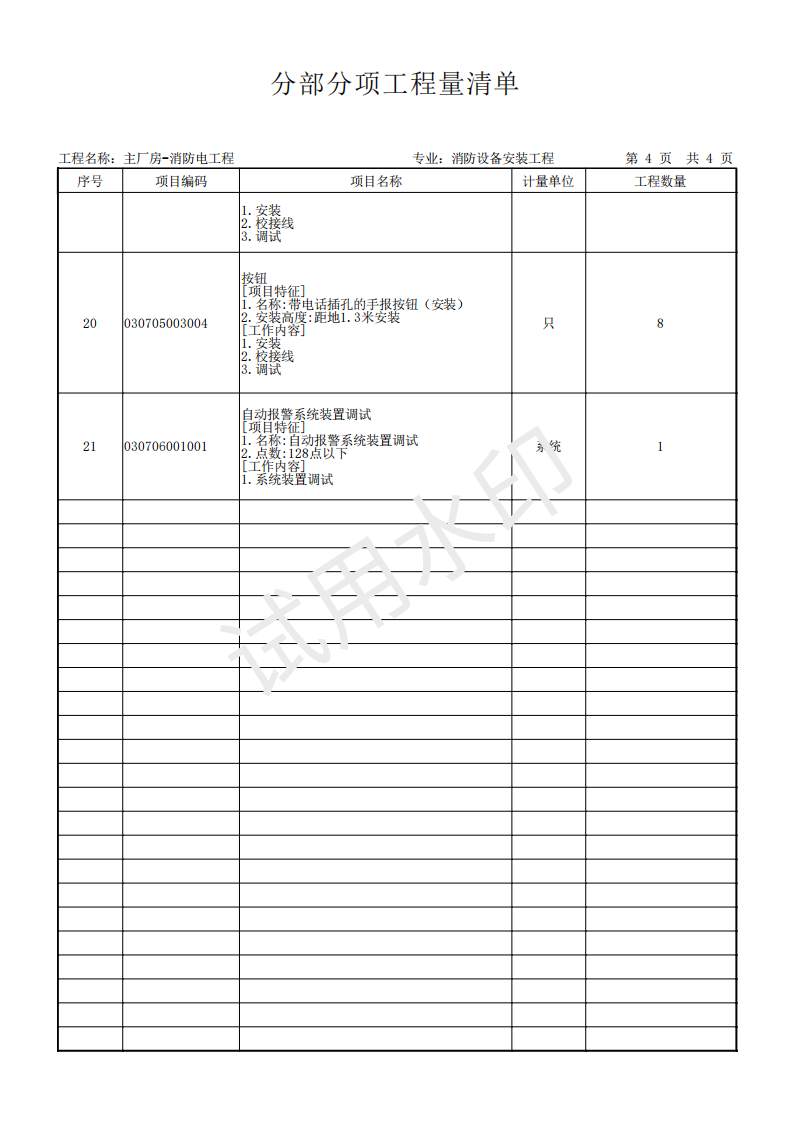 分部分项工程量清单
工程名称：主厂房-消防电工程 专业：消防设备安装工程 第 4 页 共 4 页
序号 项目编码 项目名称 计量单位 工程数量
1.安装
2.校接线
3.调试
按钮
[项目特征]
1.名称:带电话插孔的手报按钮（安装）
2.安装高度:距地1.3米安装
20 030705003004 [工作内容] 只 8
1.安装
2.校接线
3.调试
自动报警系统装置调试
[项目特征]
1.名称:自动报警系统装置调试
21 030706001001 2.点数:128点以下 系统 1
[工作内容]
1.系统装置调试
试用水印